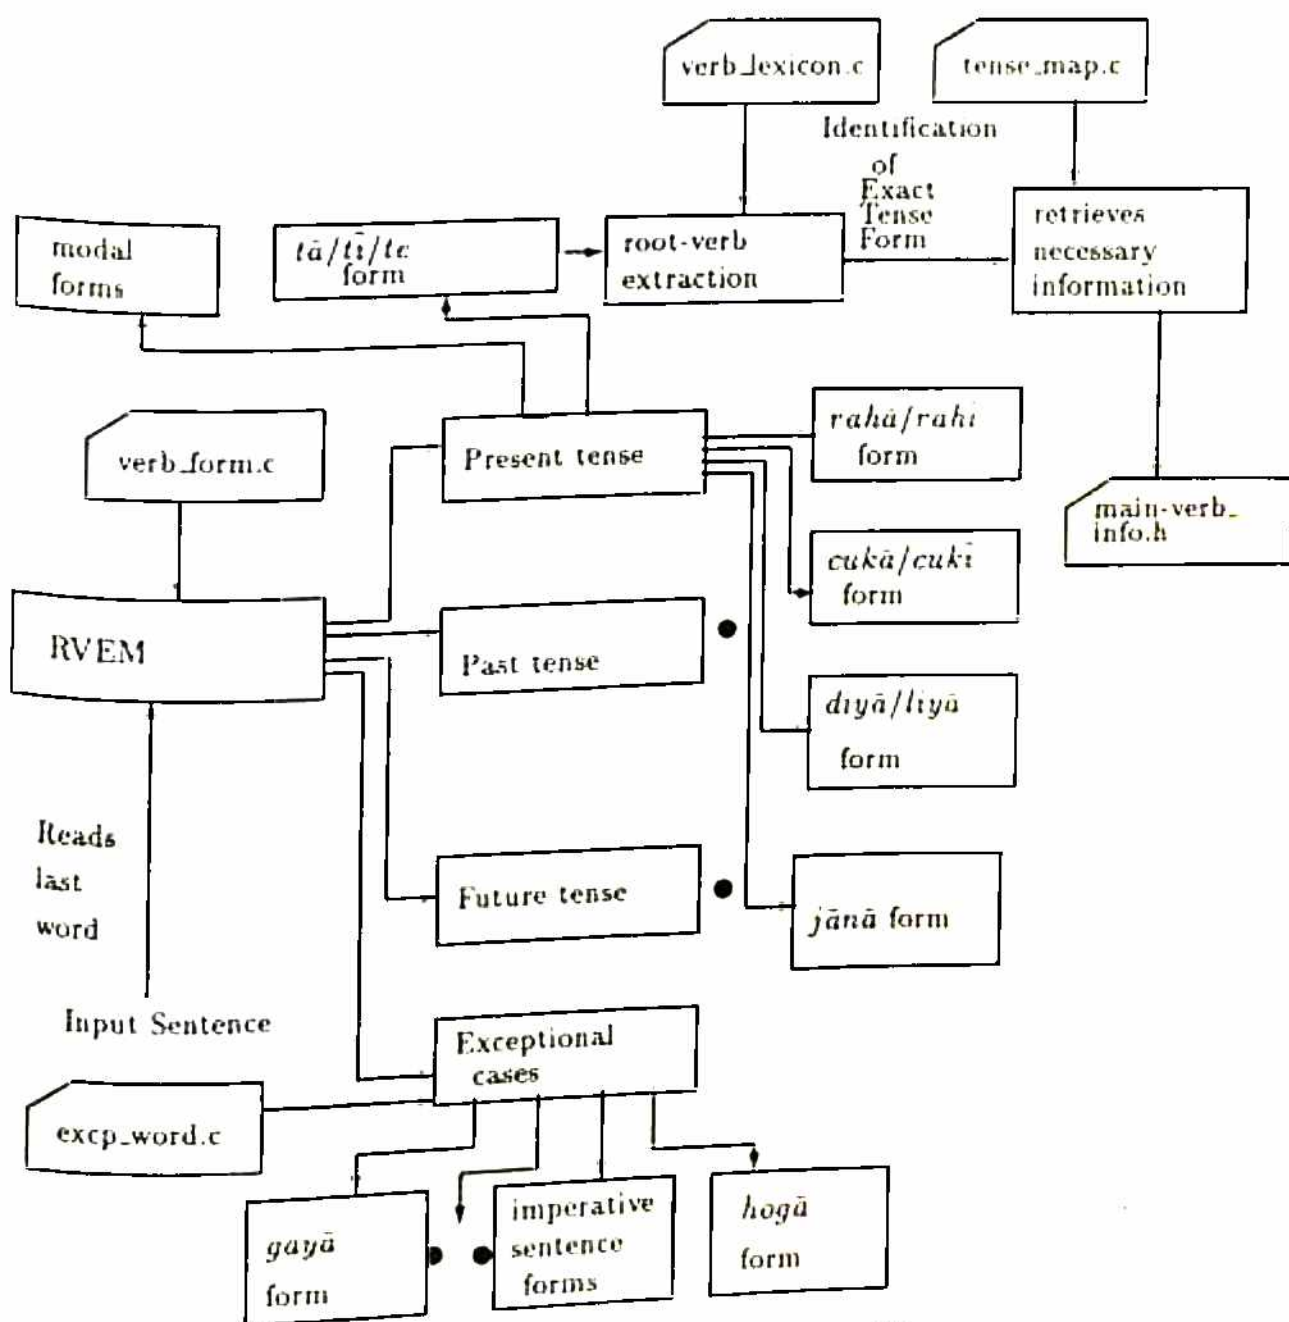 verb_lexicon.c
tense_map.c
Identification
of
Exact
Tense
Form
modal
forms
tā/tī/te
form
root-verb
extraction
retrieves
necessary
information
verb_form.c
Present tense
rahā/rahi
form
main-verb_
info.h
cukā/cukī
form
RVEM
Past tense
diyā/liyā
form
Reads
last
word
Future tense
jānā form
Input Sentence
Exceptional
cases
excp_word.c
gayā
form
imperative
sentence
forms
hogā
form